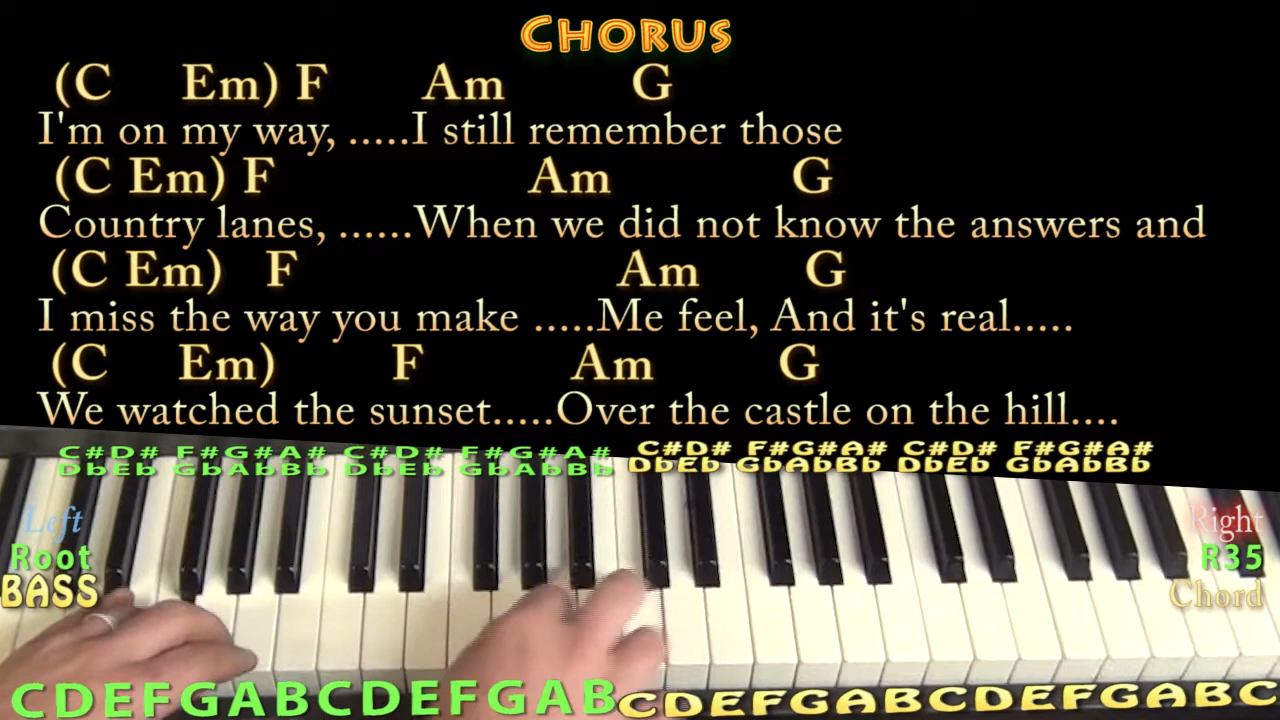 CHORUS
(C Em) F Am G
I'm on my way, .....I still remember those
(C Em) F Am G
Country lanes, ......When we did not know the answers and
(C Em) F Am G
I miss the way you make .....Me feel, And it's real.....
(C Em) F Am G
We watched the sunset.....Over the castle on the hill....
C#D# F#G#A# C#D# F#G#A# C#D# F#G#A# C#D# F#G#A#
DbEb GbAbBb DbEb GbAbBb DbEb GbAbBb DbEb GbAbBb
Left
Root
BASS
Right
R35
Chord
CDEFGABCDEFGABCDEFGABCDEFGABC